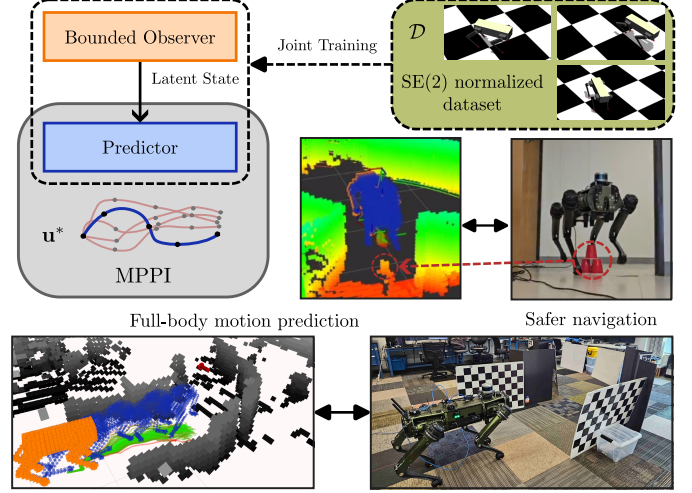 Bounded Observer
Latent State
Joint Training
𝒟
SE(2) normalized
dataset
Predictor
u*
MPPI
Full-body motion prediction
Safer navigation